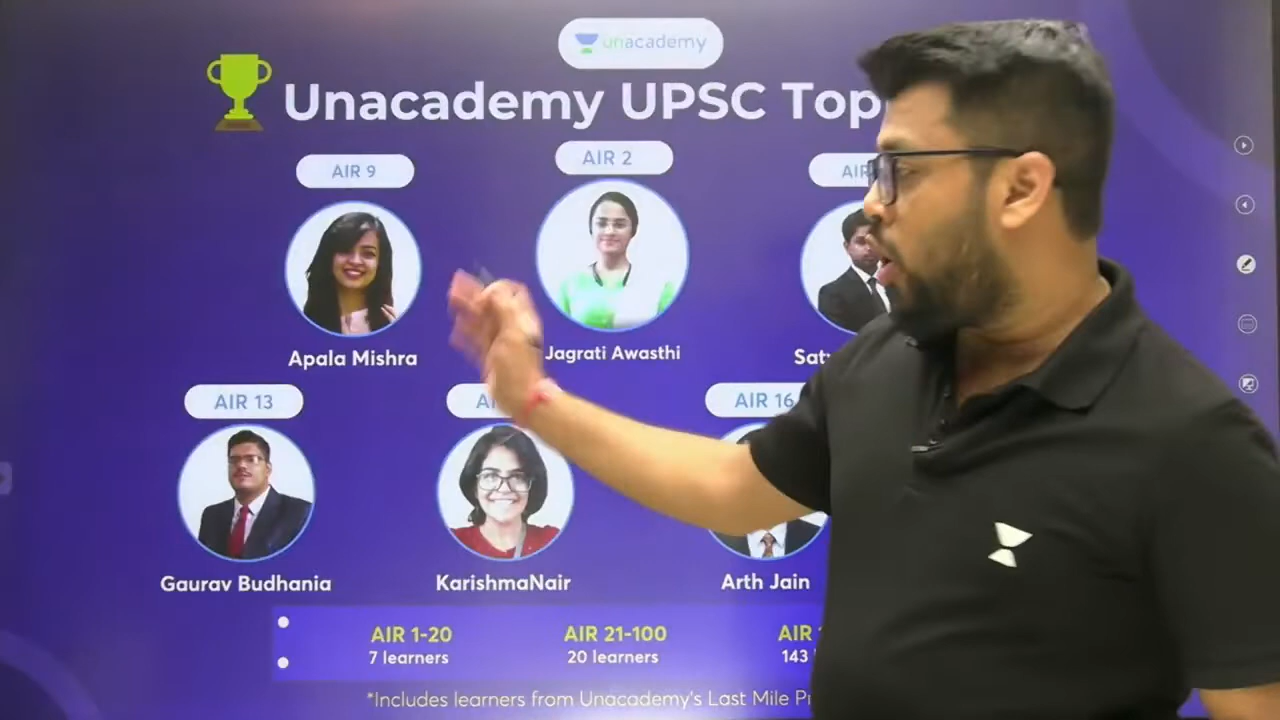 unacademy
Unacademy UPSC Top
AIR 9
AIR 2
AIR
Apala Mishra
Jagrati Awasthi
AIR 13
AIR 16
Gaurav Budhania
KarishmaNair
Arth Jain
AIR 1-20
AIR 21-100
AIR
7 learners
20 learners
143
*Includes learners from Unacademy's Last Mile